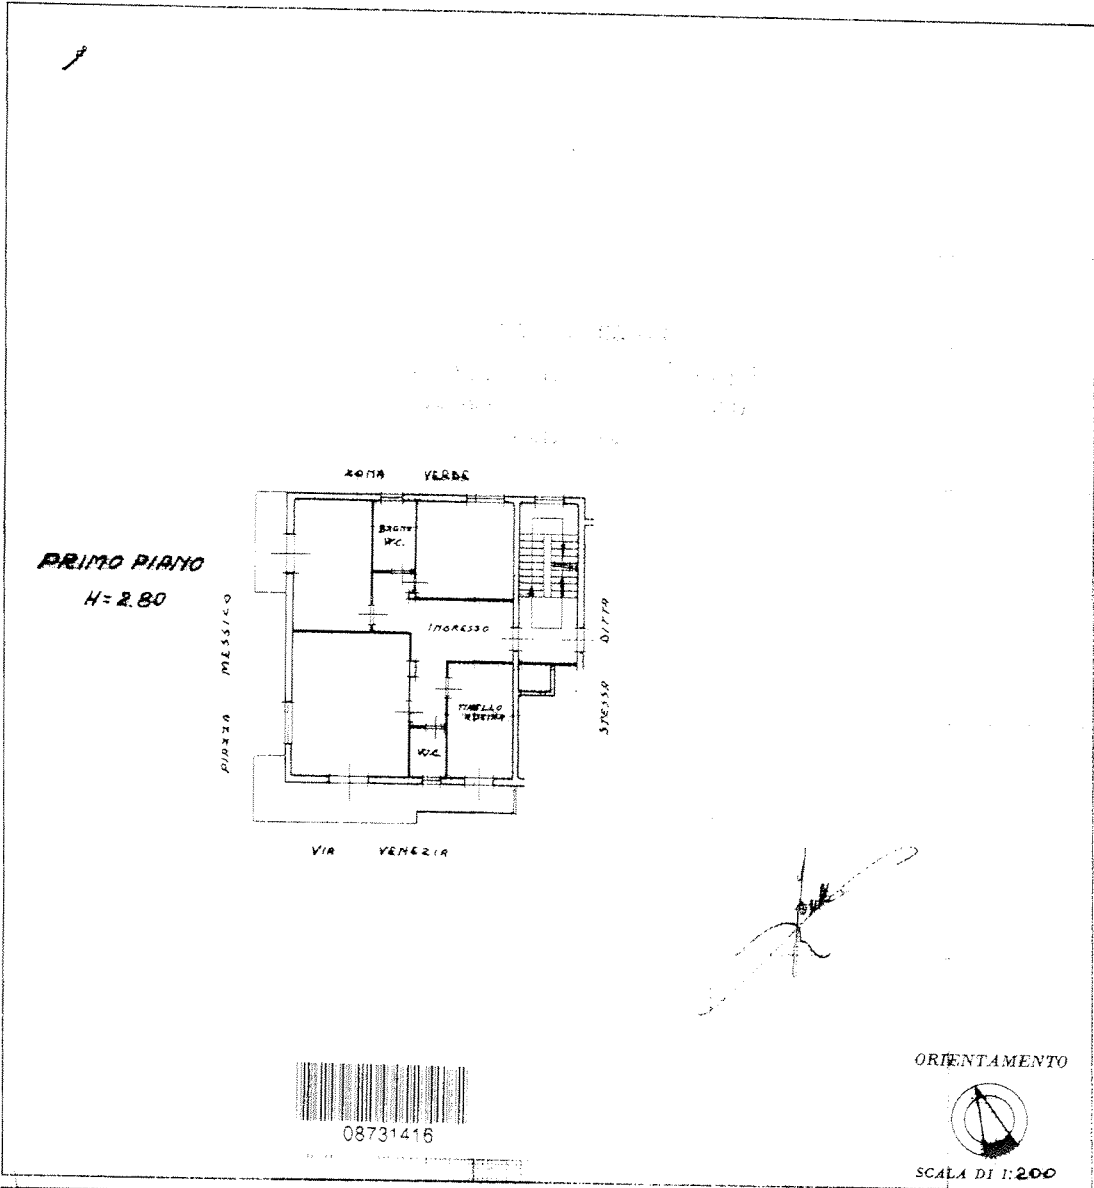 ZONA VERDE
BAGNO
W.C.
PRIMO PIANO
H = 2.80
INGRESSO
PIAZZA MESSICO
STESSA DITTA
TINELLO
W.C.
VIA VENEZIA
08731416
ORIENTAMENTO
SCALA DI 1:200